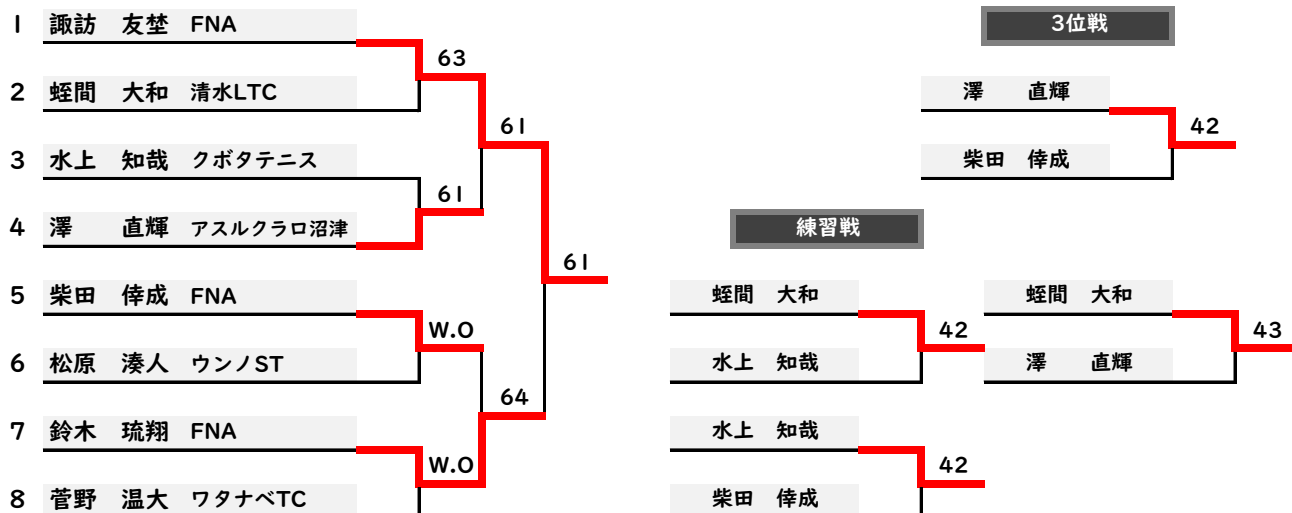 1 諏訪 友埜 FNA
63
2 蛭間 大和 清水LTC
61
3 水上 知哉 クボタテニス
61
4 澤 直輝 アスルクラロ沼津
61
5 柴田 倖成 FNA
W.O
6 松原 湊人 ウンノST
64
7 鈴木 琉翔 FNA
W.O
8 菅野 温大 ワタナベTC
3位戦
澤 直輝
42
柴田 倖成
練習戦
蛭間 大和
42
水上 知哉
蛭間 大和
43
澤 直輝
水上 知哉
42
柴田 倖成